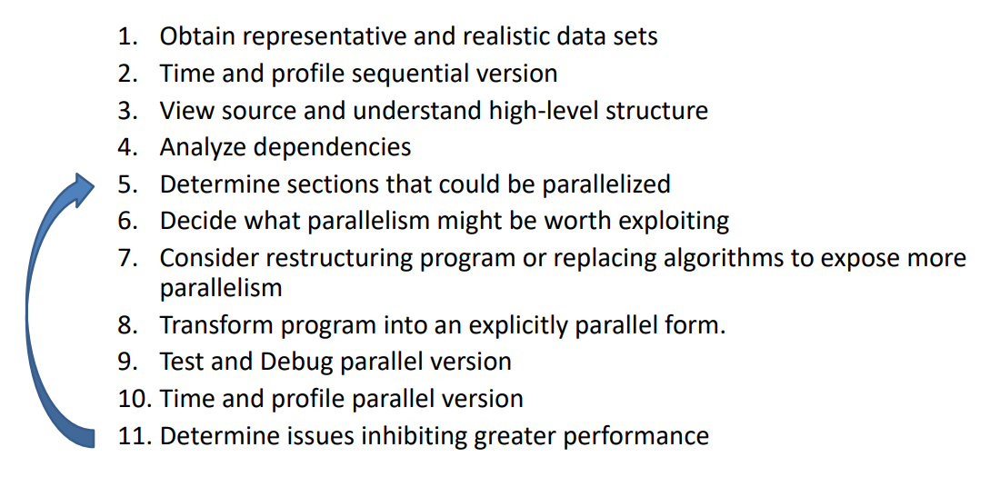 1. Obtain representative and realistic data sets
2. Time and profile sequential version
3. View source and understand high-level structure
4. Analyze dependencies
5. Determine sections that could be parallelized
6. Decide what parallelism might be worth exploiting
7. Consider restructuring program or replacing algorithms to expose more
parallelism
8. Transform program into an explicitly parallel form.
9. Test and Debug parallel version
10. Time and profile parallel version
11. Determine issues inhibiting greater performance